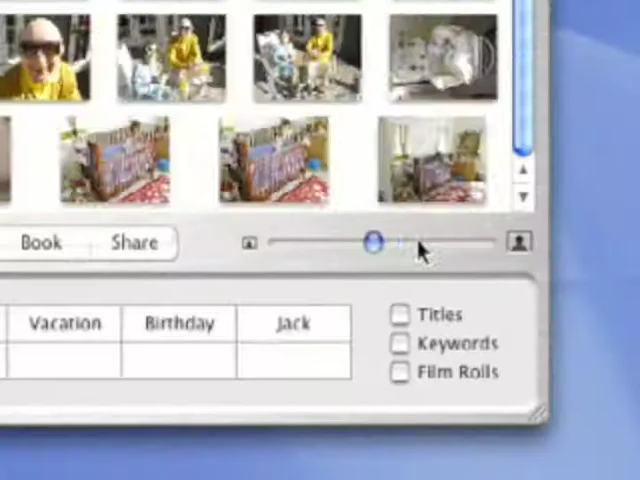 Book Share
Vacation Birthday Jack
Titles
Keywords
Film Rolls